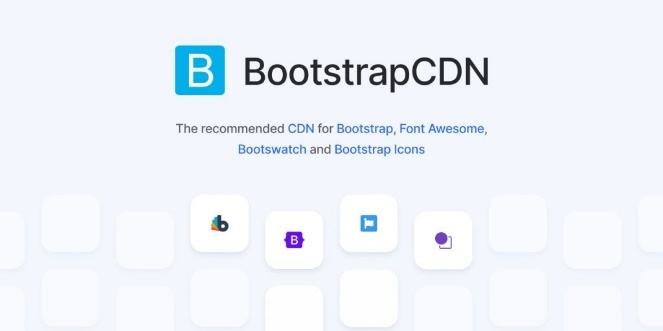 B BootstrapCDN
The recommended CDN for Bootstrap, Font Awesome,
Bootswatch and Bootstrap Icons
b
B